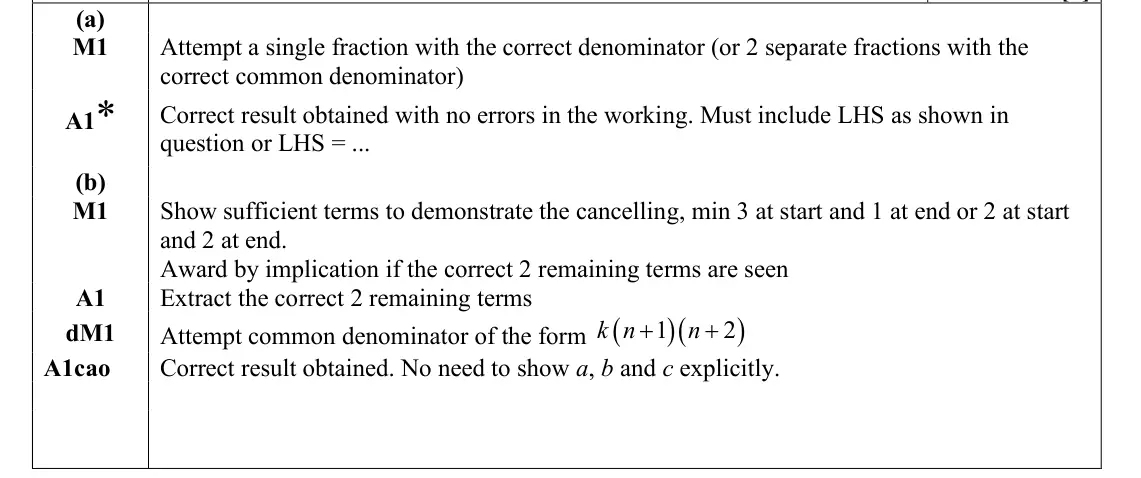 (a)
M1 Attempt a single fraction with the correct denominator (or 2 separate fractions with the
correct common denominator)
A1* Correct result obtained with no errors in the working. Must include LHS as shown in
question or LHS = ...
(b)
M1 Show sufficient terms to demonstrate the cancelling, min 3 at start and 1 at end or 2 at start
and 2 at end.
Award by implication if the correct 2 remaining terms are seen
A1 Extract the correct 2 remaining terms
dM1 Attempt common denominator of the form k(n+1)(n+2)
A1cao Correct result obtained. No need to show a, b and c explicitly.